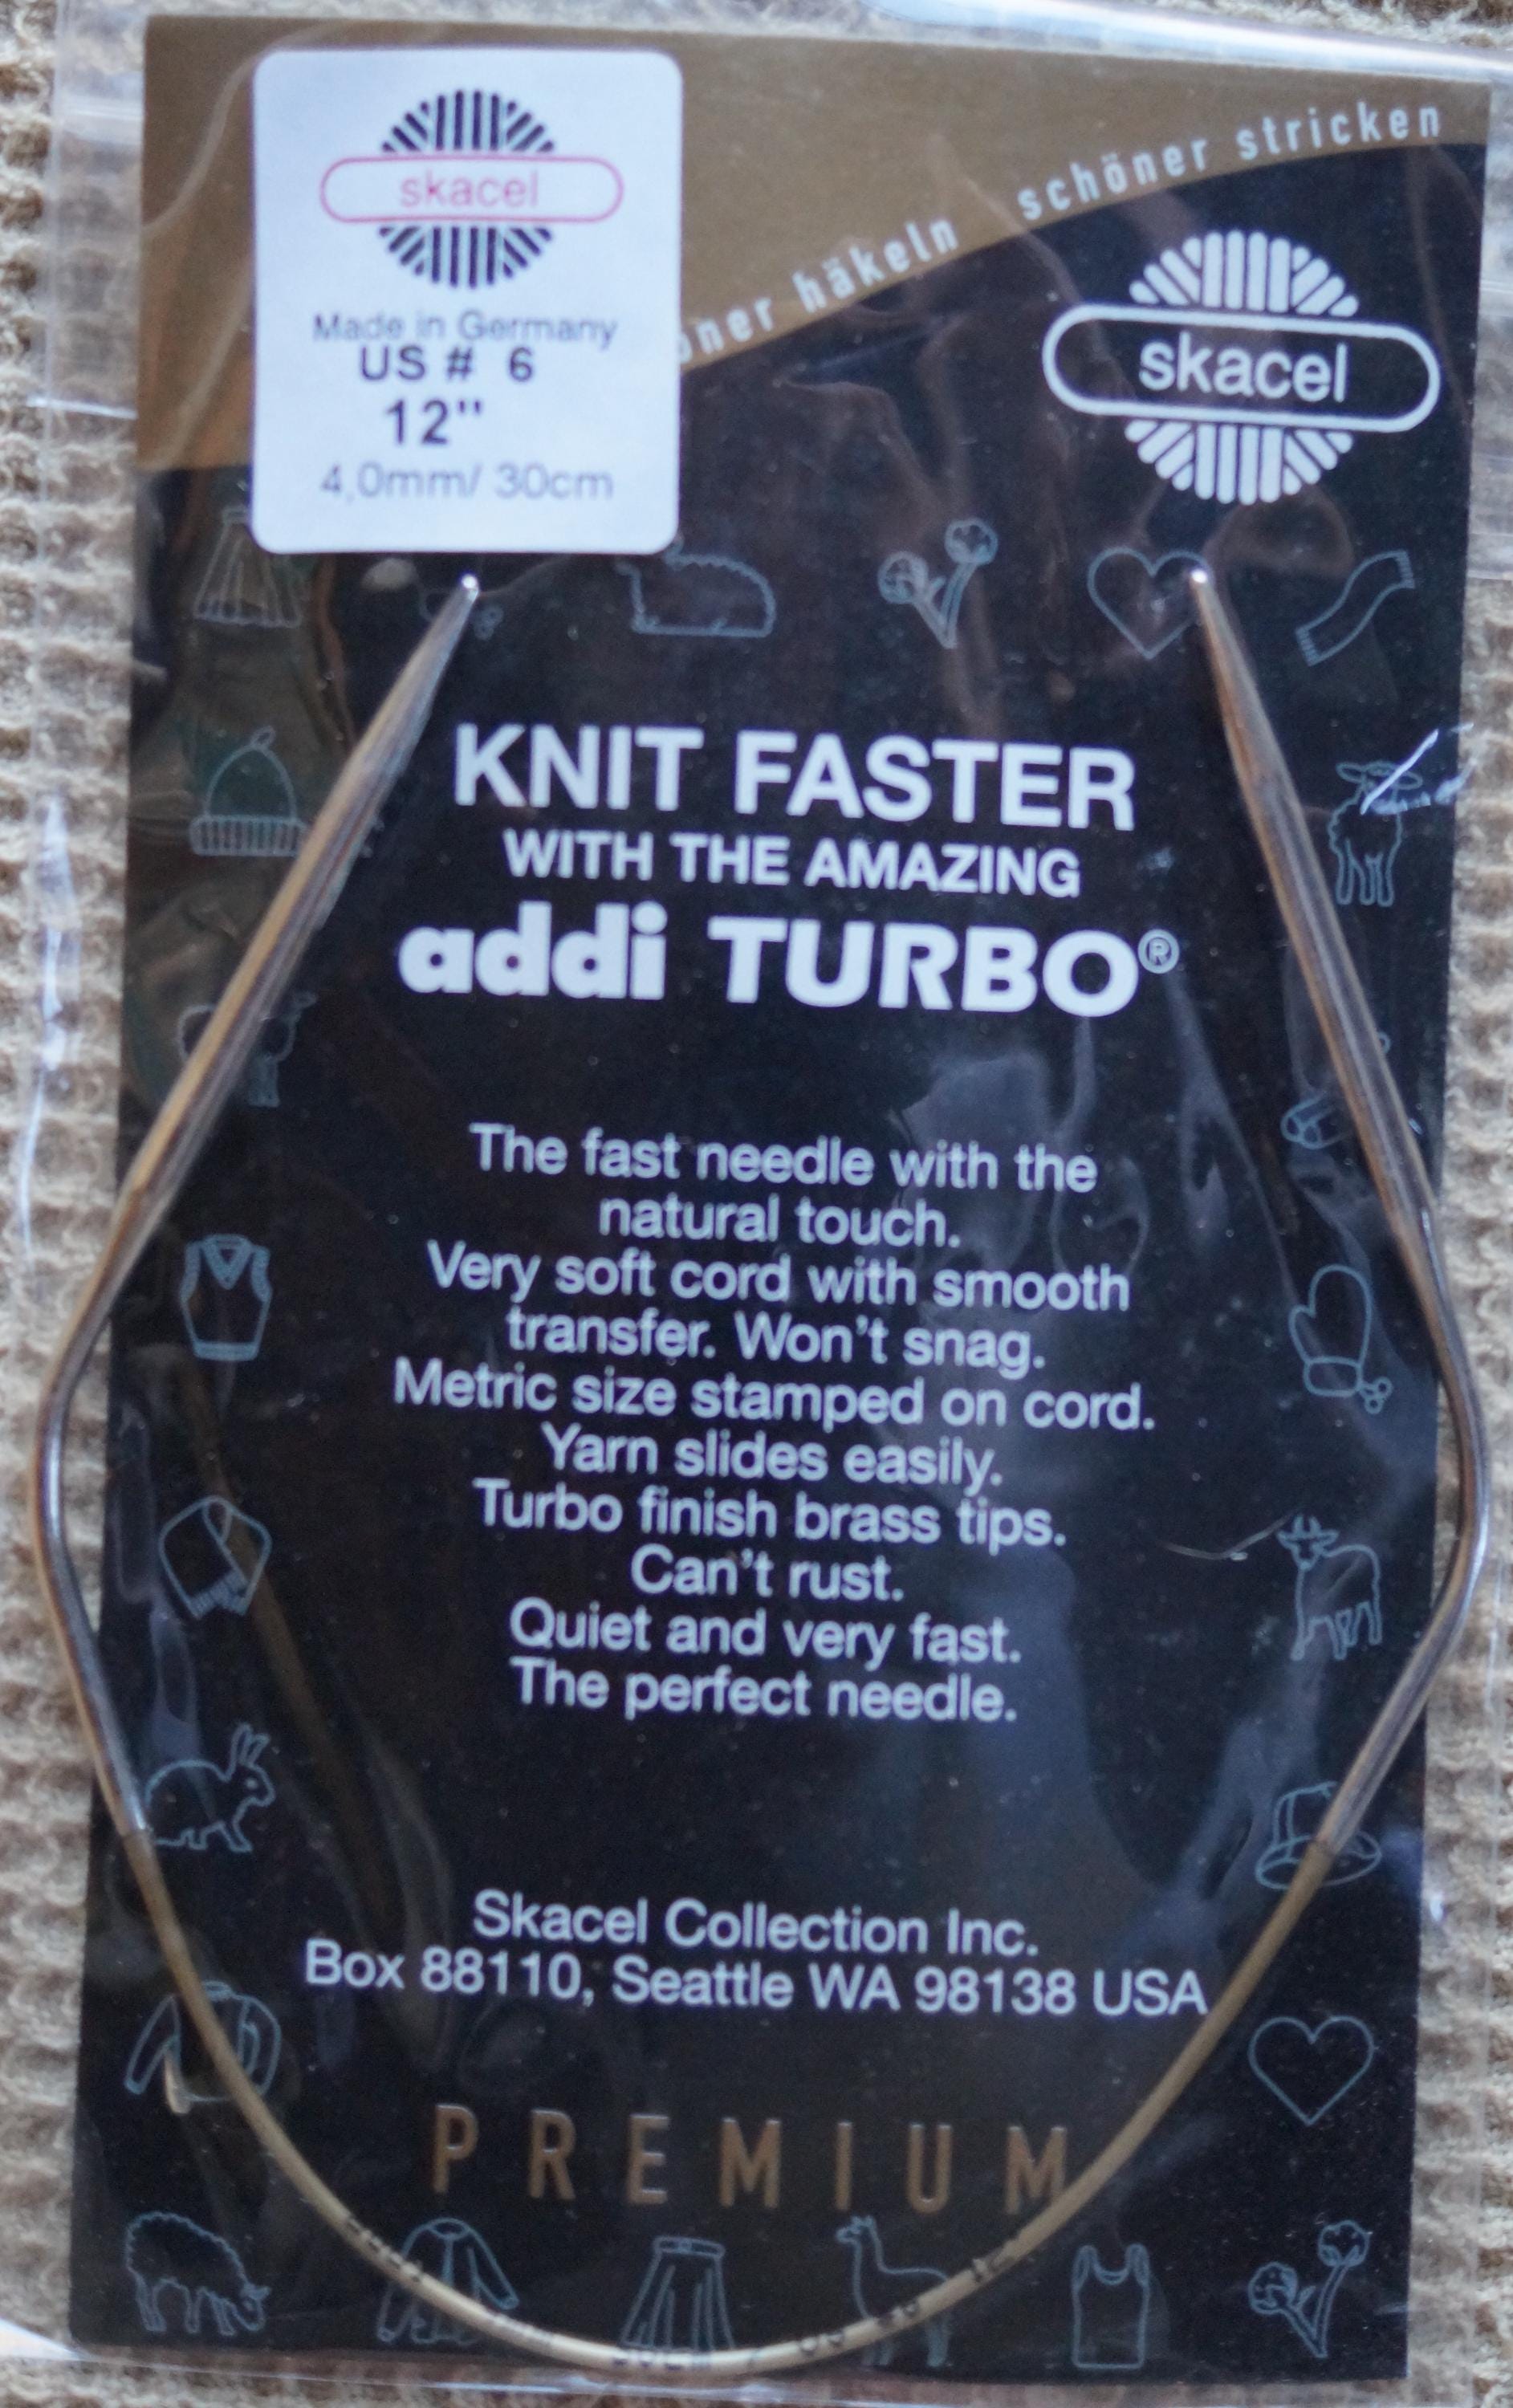 skacel
Made in Germany
US # 6
12"
4,0mm/ 30cm
häkeln schöner stricken
skacel
KNIT FASTER
WITH THE AMAZING
addi TURBO®
The fast needle with the
natural touch.
Very soft cord with smooth
transfer. Won't snag.
Metric size stamped on cord.
Yarn slides easily.
Turbo finish brass tips.
Can't rust.
Quiet and very fast.
The perfect needle.
Skacel Collection Inc.
Box 88110, Seattle WA 98138 USA
PREMIUM